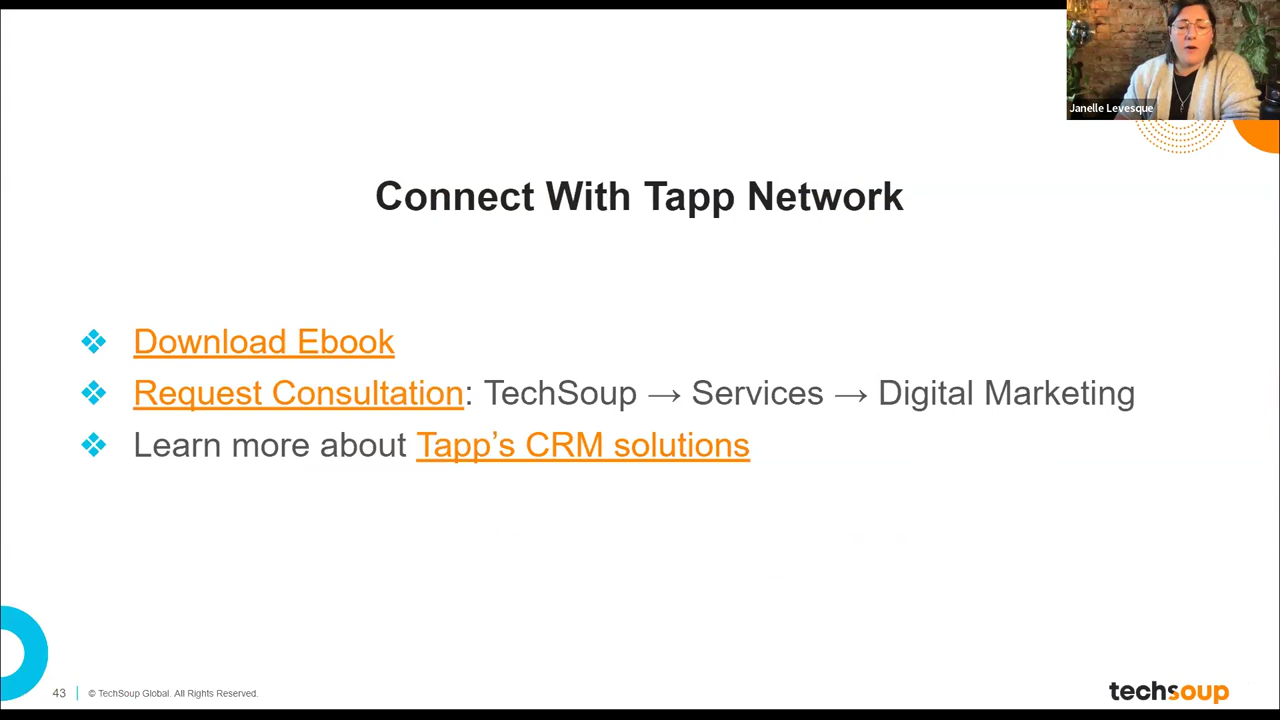 Janelle Levesque
Connect With Tapp Network
❖ Download Ebook
❖ Request Consultation: TechSoup → Services → Digital Marketing
❖ Learn more about Tapp’s CRM solutions
43 | © TechSoup Global. All Rights Reserved.
techsoup